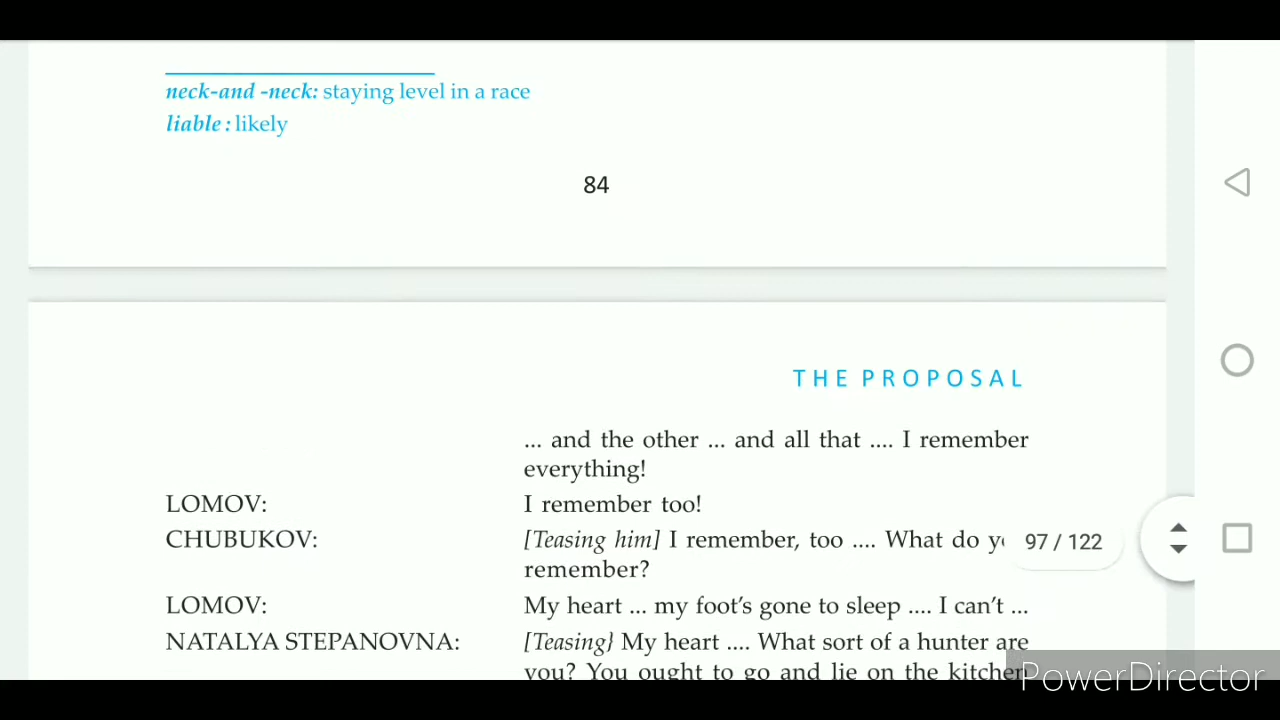 neck-and -neck: staying level in a race
liable : likely
84
THE PROPOSAL
... and the other ... and all that .... I remember
everything!
LOMOV: I remember too!
CHUBUKOV: [Teasing him] I remember, too .... What do
97 / 122
remember?
LOMOV: My heart ... my foot's gone to sleep .... I can't ...
NATALYA STEPANOVNA: [Teasing} My heart .... What sort of a hunter are
you? You ought to go and lie on the kitchen
PowerDirector